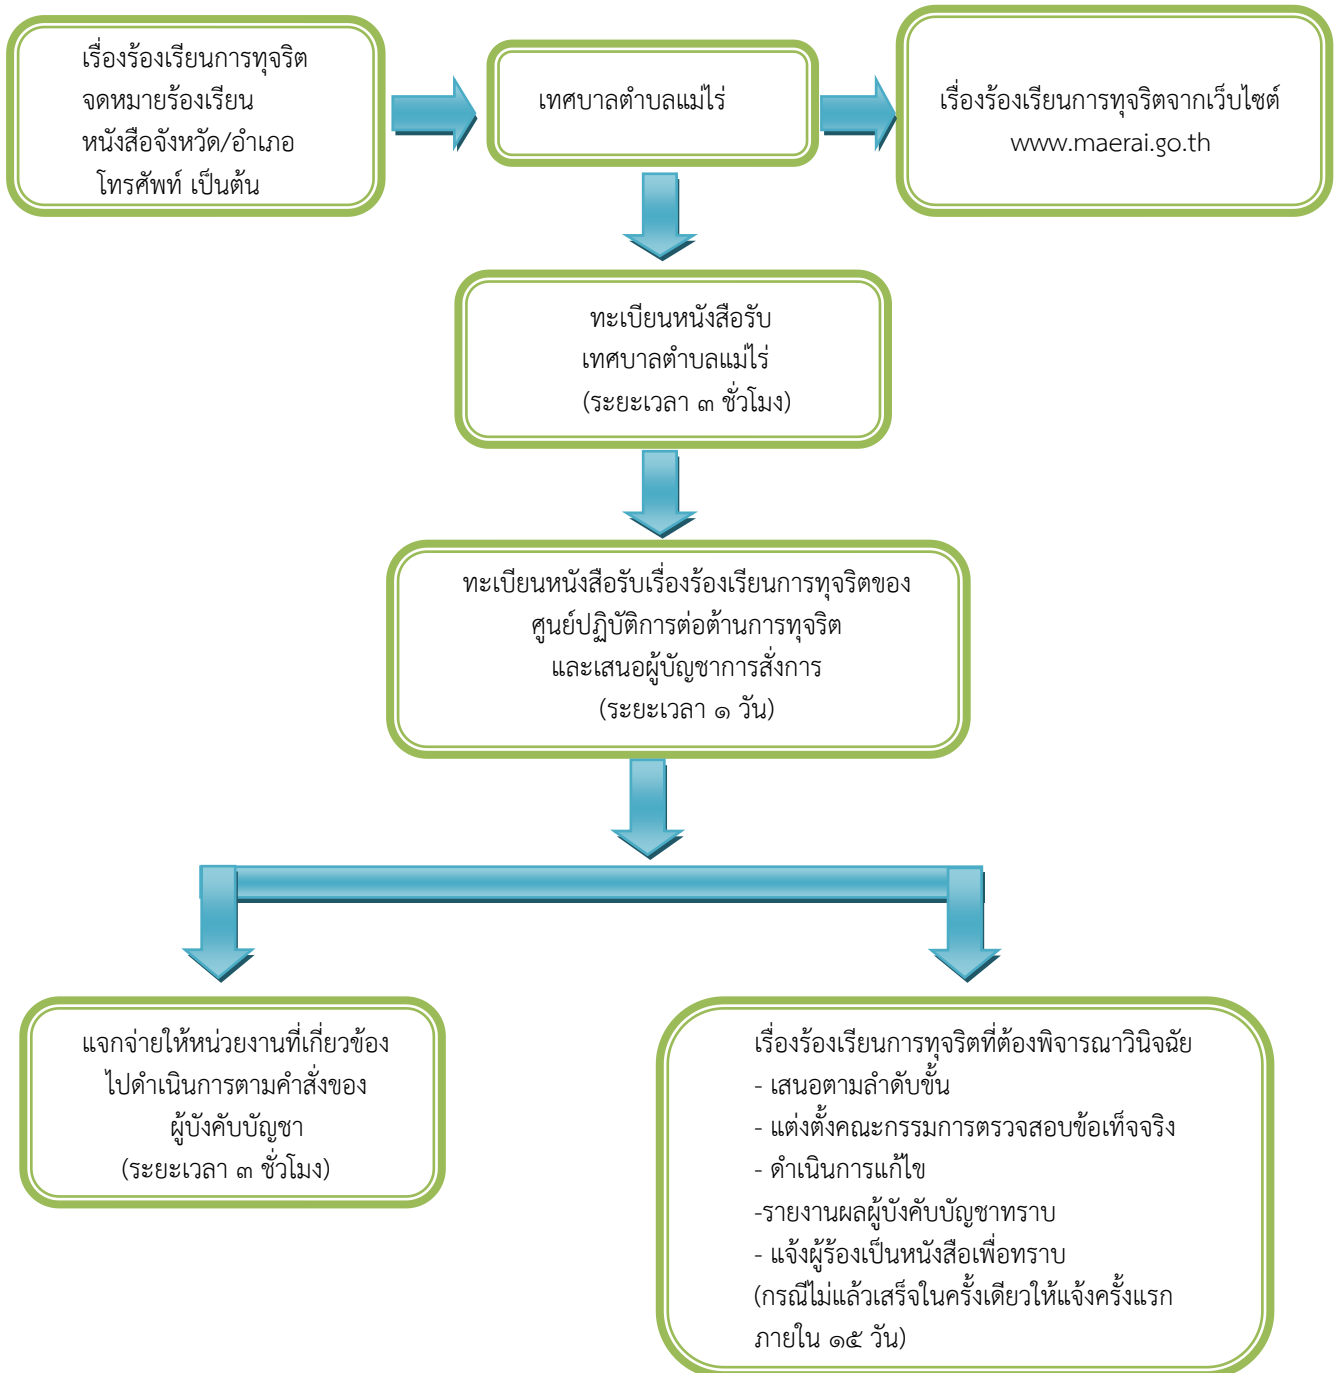 เรื่องร้องเรียนการทุจริต
จดหมายร้องเรียน
หนังสือจังหวัด/อำเภอ
โทรศัพท์ เป็นต้น
เทศบาลตำบลแม่ไร่
เรื่องร้องเรียนการทุจริตจากเว็บไซต์
www.maerai.go.th
ทะเบียนหนังสือรับ
เทศบาลตำบลแม่ไร่
(ระยะเวลา ๓ ชั่วโมง)
ทะเบียนหนังสือรับเรื่องร้องเรียนการทุจริตของ
ศูนย์ปฏิบัติการต่อต้านการทุจริต
และเสนอผู้บัญชาการสั่งการ
(ระยะเวลา ๑ วัน)
แจกจ่ายให้หน่วยงานที่เกี่ยวข้อง
ไปดำเนินการตามคำสั่งของ
ผู้บังคับบัญชา
(ระยะเวลา ๓ ชั่วโมง)
เรื่องร้องเรียนการทุจริตที่ต้องพิจารณาวินิจฉัย
- เสนอตามลำดับขั้น
- แต่งตั้งคณะกรรมการตรวจสอบข้อเท็จจริง
- ดำเนินการแก้ไข
-รายงานผลผู้บังคับบัญชาทราบ
- แจ้งผู้ร้องเป็นหนังสือเพื่อทราบ
(กรณีไม่แล้วเสร็จในครั้งเดียวให้แจ้งครั้งแรก
ภายใน ๑๕ วัน)